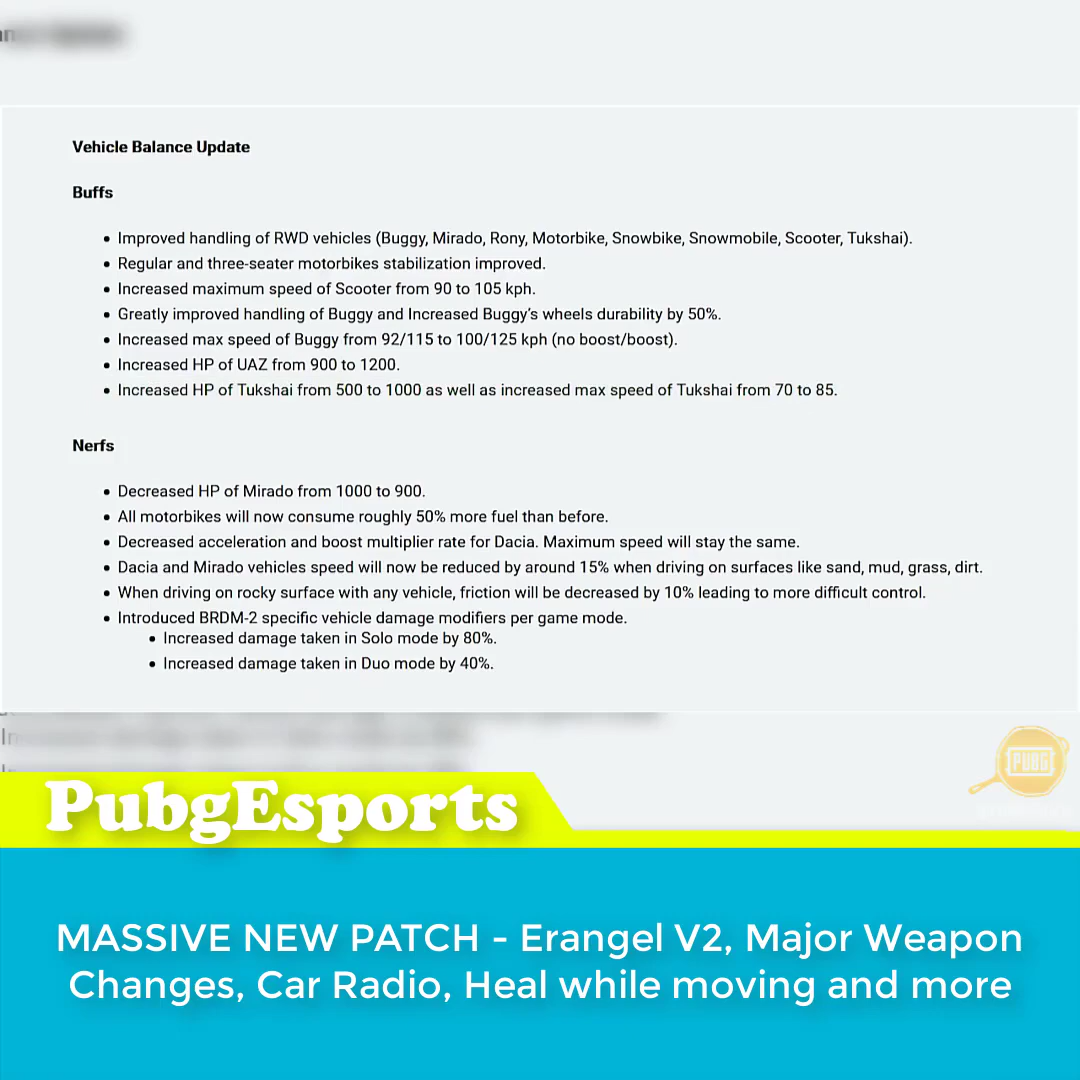 Vehicle Balance Update
Buffs
• Improved handling of RWD vehicles (Buggy, Mirado, Rony, Motorbike, Snowbike, Snowmobile, Scooter, Tukshai).
• Regular and three-seater motorbikes stabilization improved.
• Increased maximum speed of Scooter from 90 to 105 kph.
• Greatly improved handling of Buggy and Increased Buggy’s wheels durability by 50%.
• Increased max speed of Buggy from 92/115 to 100/125 kph (no boost/boost).
• Increased HP of UAZ from 900 to 1200.
• Increased HP of Tukshai from 500 to 1000 as well as increased max speed of Tukshai from 70 to 85.
Nerfs
• Decreased HP of Mirado from 1000 to 900.
• All motorbikes will now consume roughly 50% more fuel than before.
• Decreased acceleration and boost multiplier rate for Dacia. Maximum speed will stay the same.
• Dacia and Mirado vehicles speed will now be reduced by around 15% when driving on surfaces like sand, mud, grass, dirt.
• When driving on rocky surface with any vehicle, friction will be decreased by 10% leading to more difficult control.
• Introduced BRDM-2 specific vehicle damage modifiers per game mode.
• Increased damage taken in Solo mode by 80%.
• Increased damage taken in Duo mode by 40%.
PUBG
PubgEsports
MASSIVE NEW PATCH - Erangel V2, Major Weapon
Changes, Car Radio, Heal while moving and more